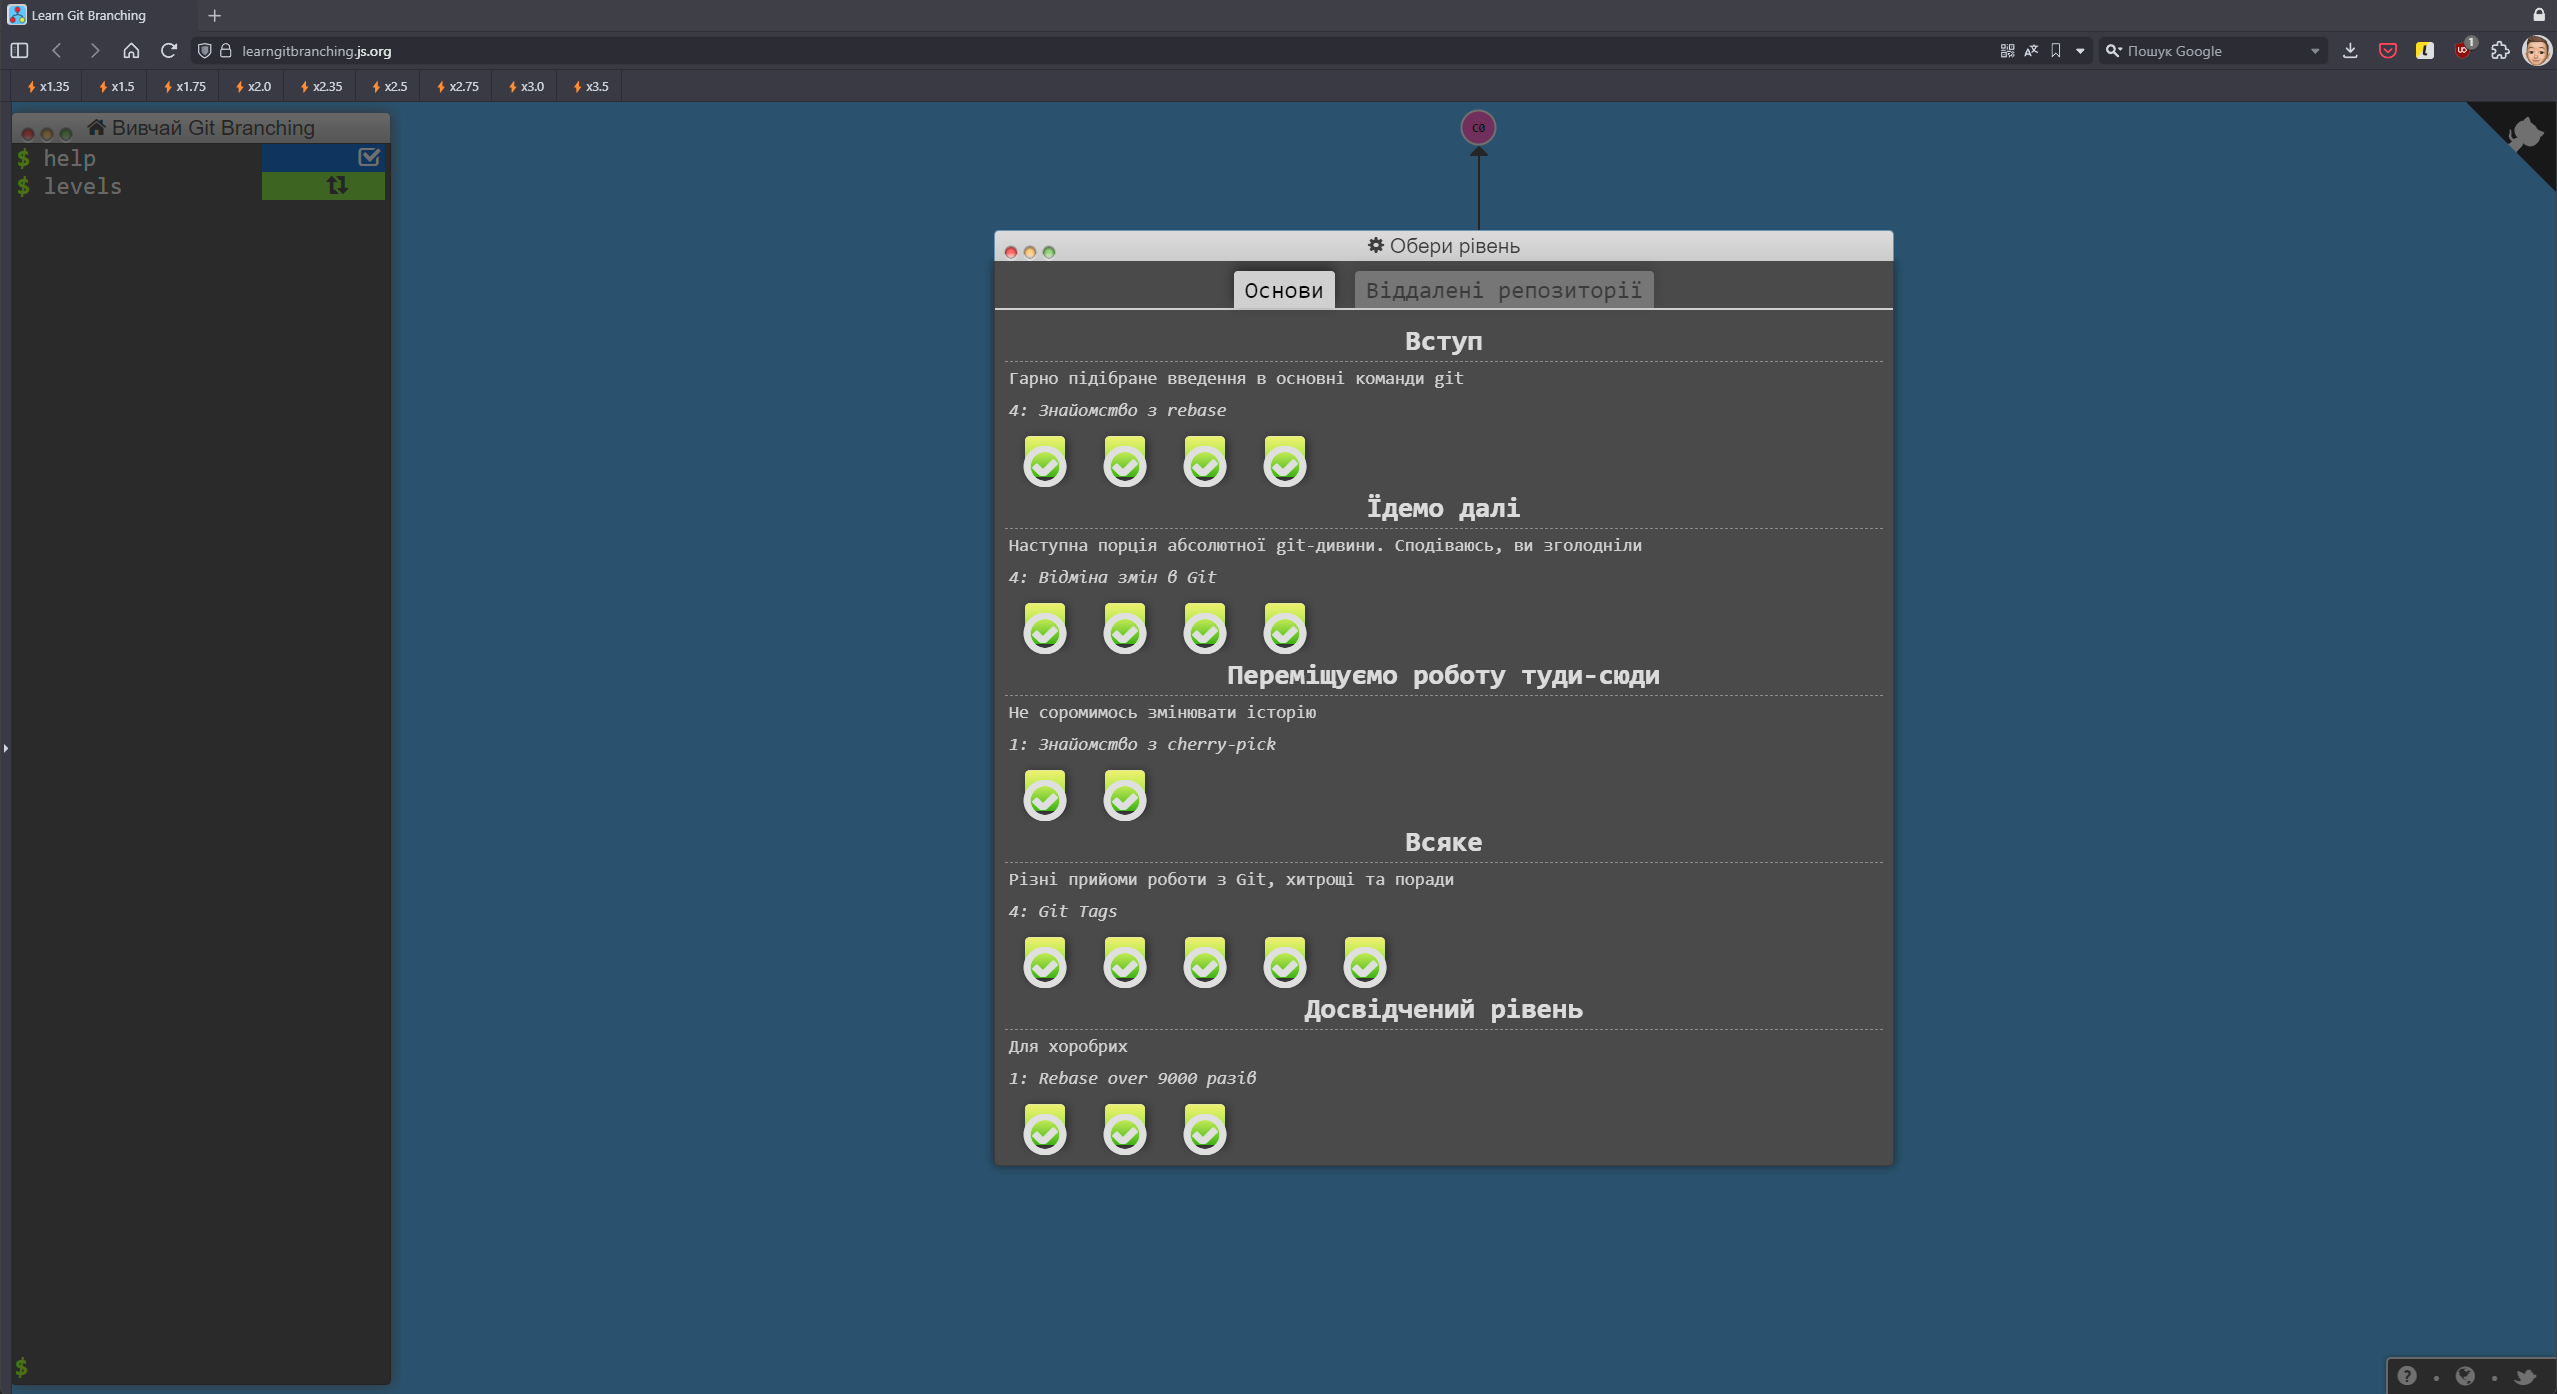 Learn Git Branching
learngitbranching.js.org
Пошук Google
1
x1.35
x1.5
x1.75
x2.0
x2.35
x2.5
x2.75
x3.0
x3.5
Вивчай Git Branching
$ help
$ levels
$
C0
Обери рівень
Основи
Віддалені репозиторії
Вступ
Гарно підібране введення в основні команди git
4: Знайомство з rebase
Їдемо далі
Наступна порція абсолютної git-дивини. Сподіваюсь, ви зголодніли
4: Відміна змін в Git
Переміщуємо роботу туди-сюди
Не соромимось змінювати історію
1: Знайомство з cherry-pick
Всяке
Різні прийоми роботи з Git, хитрощі та поради
4: Git Tags
Досвідчений рівень
Для хоробрих
1: Rebase over 9000 разів